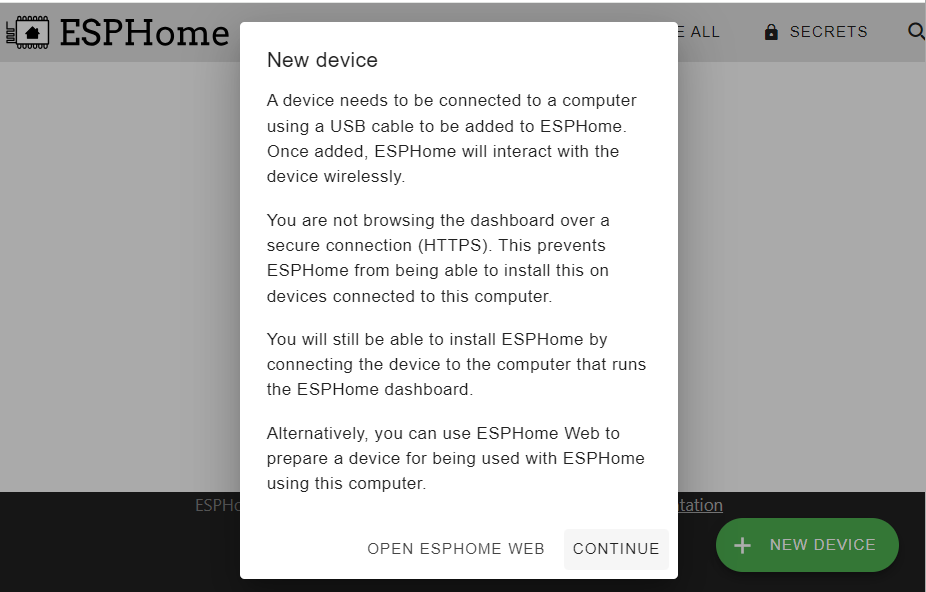 ESPHome
ALL
SECRETS
New device
A device needs to be connected to a computer
using a USB cable to be added to ESPHome.
Once added, ESPHome will interact with the
device wirelessly.
You are not browsing the dashboard over a
secure connection (HTTPS). This prevents
ESPHome from being able to install this on
devices connected to this computer.
You will still be able to install ESPHome by
connecting the device to the computer that runs
the ESPHome dashboard.
Alternatively, you can use ESPHome Web to
prepare a device for being used with ESPHome
using this computer.
OPEN ESPHOME WEB
CONTINUE
NEW DEVICE